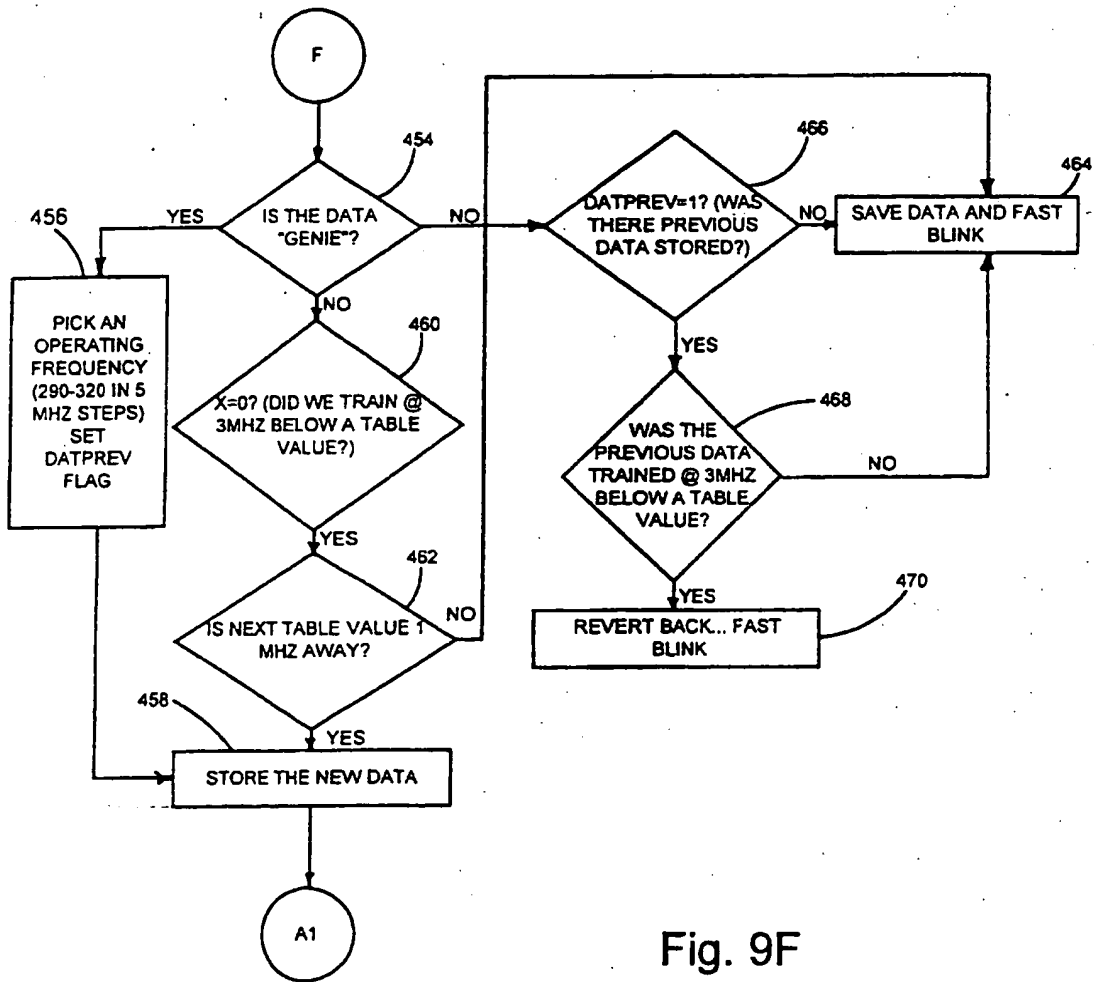 F
454
IS THE DATA
"GENIE"?
YES
NO
NO
456
PICK AN
OPERATING
FREQUENCY
(290-320 IN 5
MHZ STEPS)
SET
DATPREV
FLAG
460
X=0? (DID WE TRAIN @
3MHZ BELOW A TABLE
VALUE?)
YES
462
IS NEXT TABLE VALUE 1
MHZ AWAY?
NO
YES
458
STORE THE NEW DATA
A1
466
DATPREV=1? (WAS
THERE PREVIOUS
DATA STORED?)
NO
YES
464
SAVE DATA AND FAST
BLINK
468
WAS THE
PREVIOUS DATA
TRAINED @ 3MHZ
BELOW A TABLE
VALUE?
NO
YES
470
REVERT BACK... FAST
BLINK
Fig. 9F